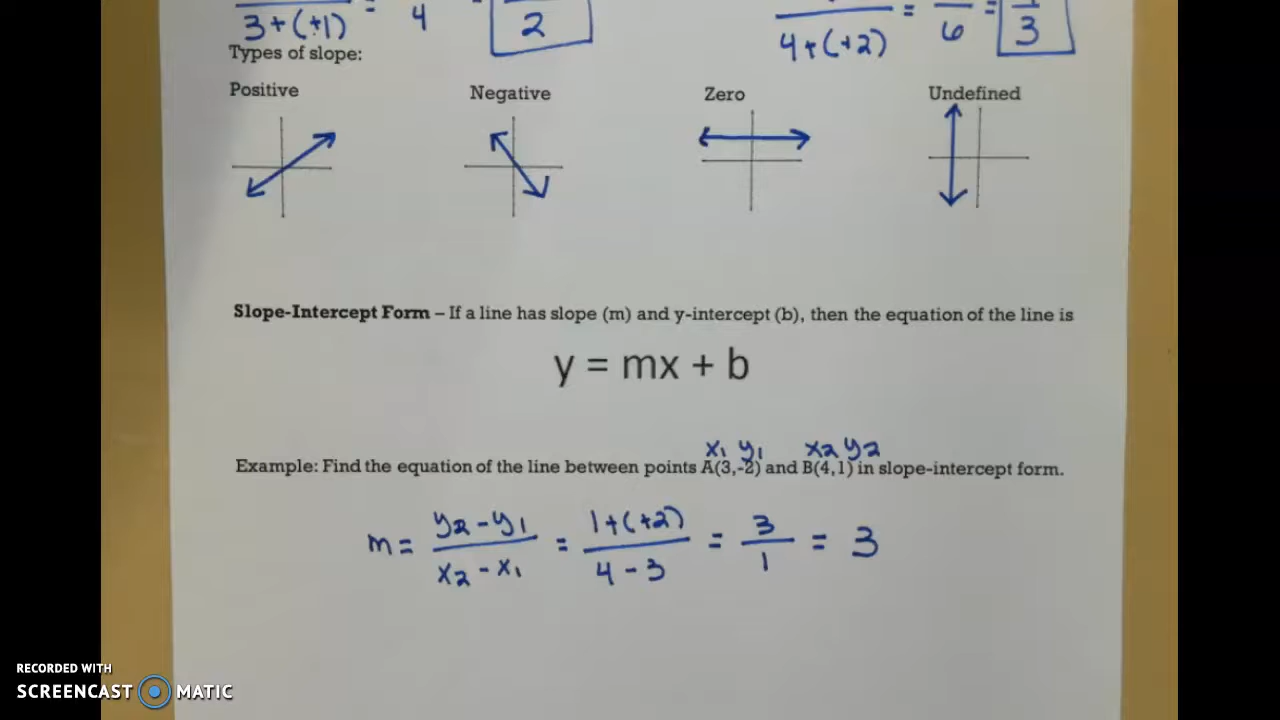 3+(+1) = 4 = 2
4+(+2) = 6 = 3
Types of slope:
Positive Negative Zero Undefined
Slope-Intercept Form – If a line has slope (m) and y-intercept (b), then the equation of the line is
y = mx + b
x1 y1 x2 y2
Example: Find the equation of the line between points A(3,-2) and B(4,1) in slope-intercept form.
m = y2 - y1 / x2 - x1 = 1+(+2) / 4 - 3 = 3 / 1 = 3
RECORDED WITH
SCREENCAST MATIC